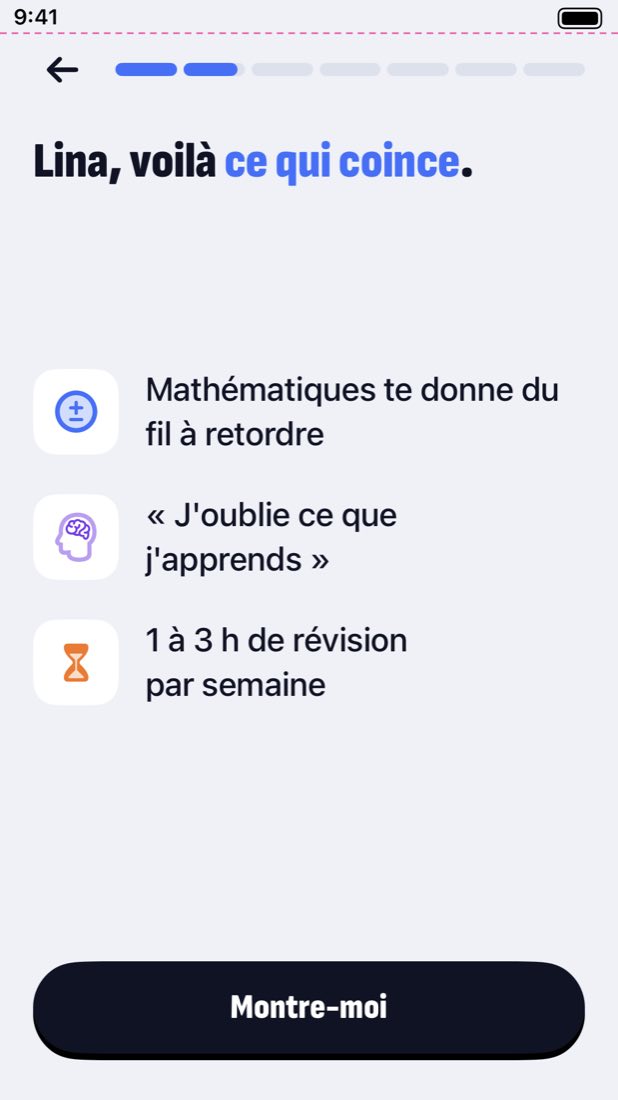 9:41
Lina, voilà ce qui coince.
Mathématiques te donne du
fil à retordre
« J'oublie ce que
j'apprends »
1 à 3 h de révision
par semaine
Montre-moi